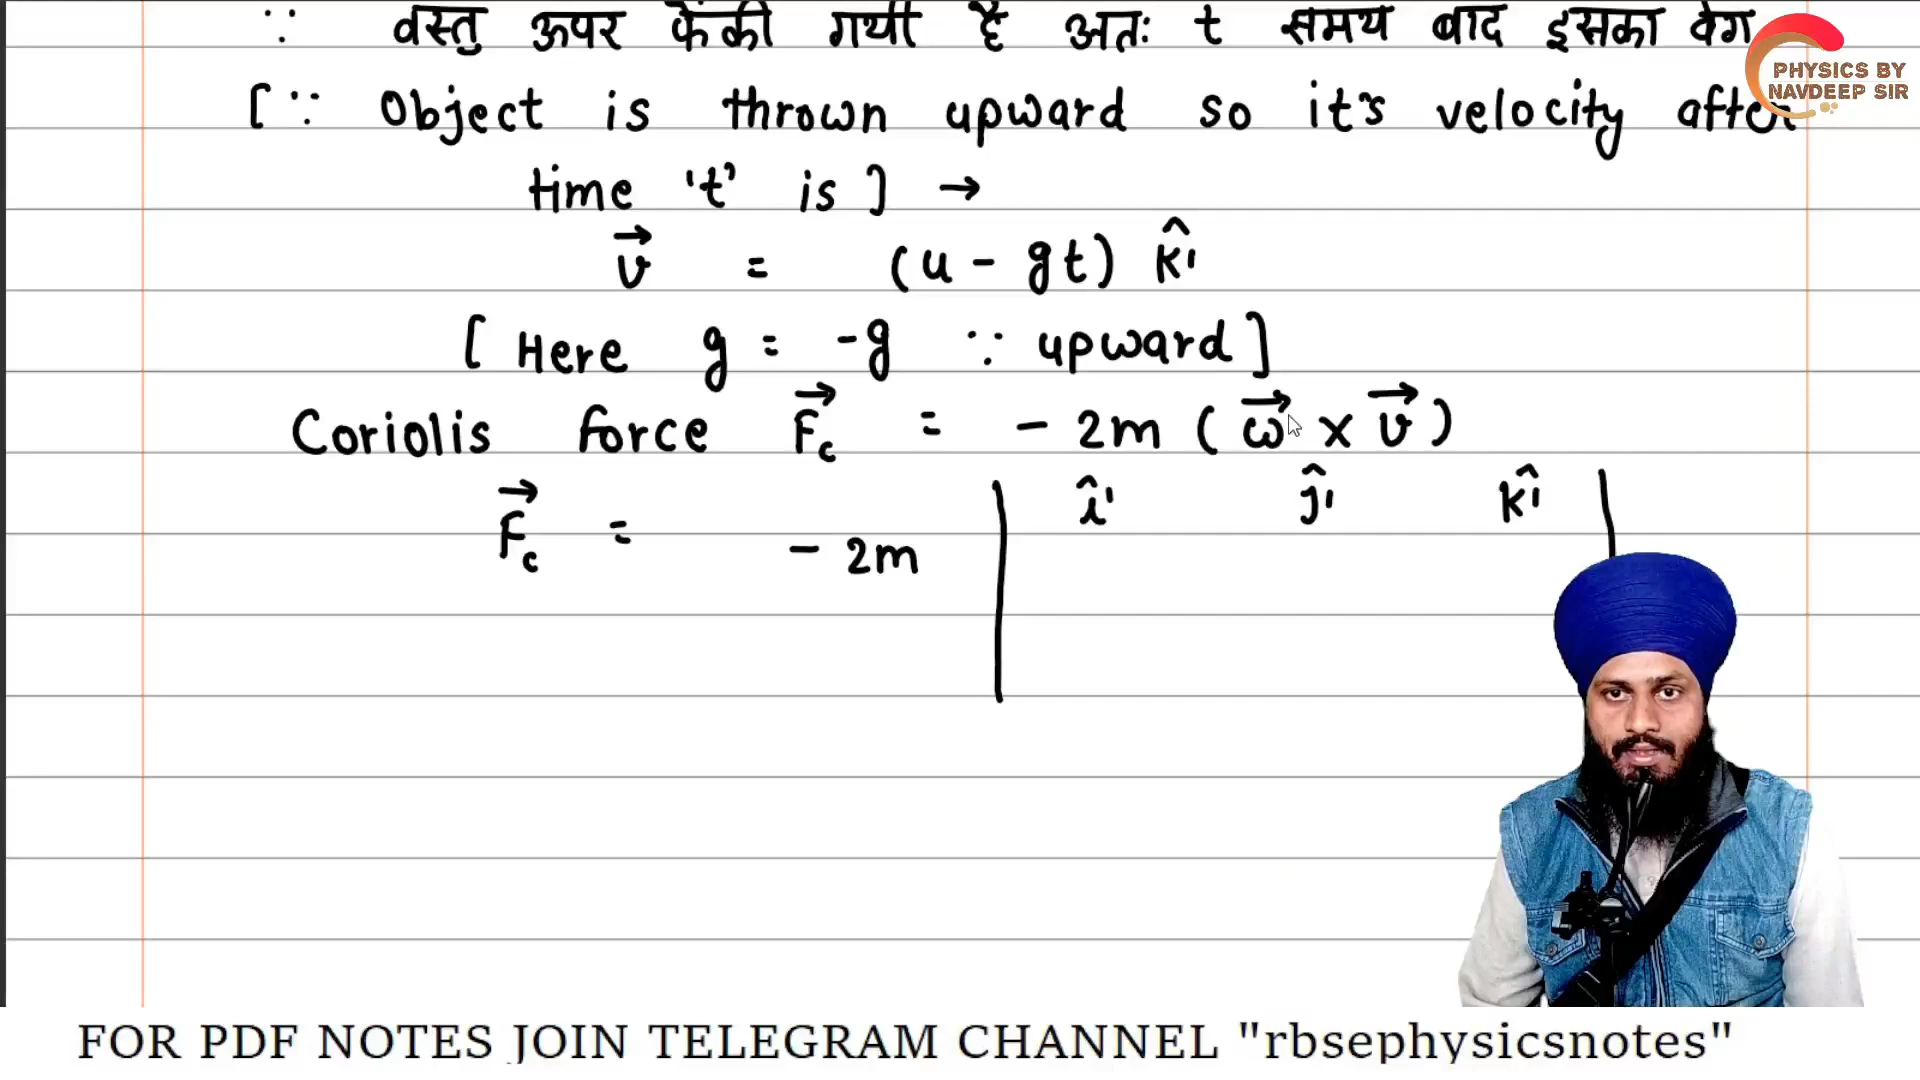 ∵ वस्तु ऊपर फेंकी गयी है अतः t समय बाद इसका वेग
PHYSICS BY
NAVDEEP SIR
[∵ Object is thrown upward so it's velocity after
time 't' is ] →
v⃗ = (u - gt) k̂'
[ Here g = -g ∵ upward ]
Coriolis force F⃗c = - 2m ( ω⃗ × v⃗ )
F⃗c = - 2m | î' ĵ' k̂' |
FOR PDF NOTES JOIN TELEGRAM CHANNEL "rbsephysicsnotes"